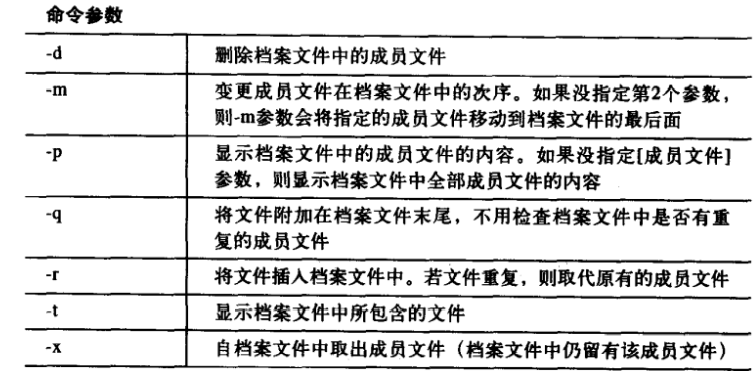 命令参数
-d 删除档案文件中的成员文件
-m 变更成员文件在档案文件中的次序。如果没指定第2个参数，
则-m参数会将指定的成员文件移动到档案文件的最后面
-p 显示档案文件中的成员文件的内容。如果没指定[成员文件]
参数，则显示档案文件中全部成员文件的内容
-q 将文件附加在档案文件末尾，不用检查档案文件中是否有重
复的成员文件
-r 将文件插入档案文件中。若文件重复，则取代原有的成员文件
-t 显示档案文件中所包含的文件
-x 自档案文件中取出成员文件（档案文件中仍留有该成员文件）